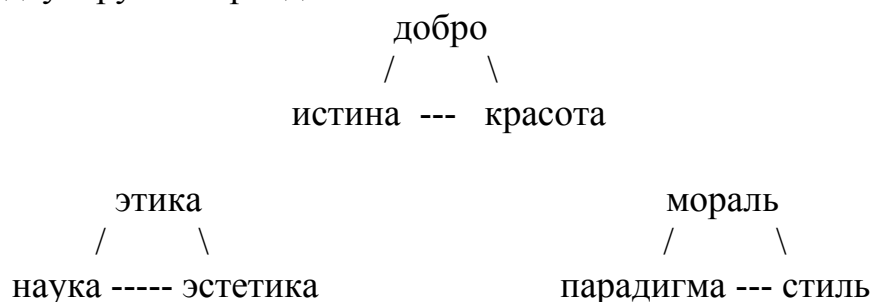 добро
/ \
истина --- красота
этика мораль
/ \ / \
наука ----- эстетика парадигма --- стиль